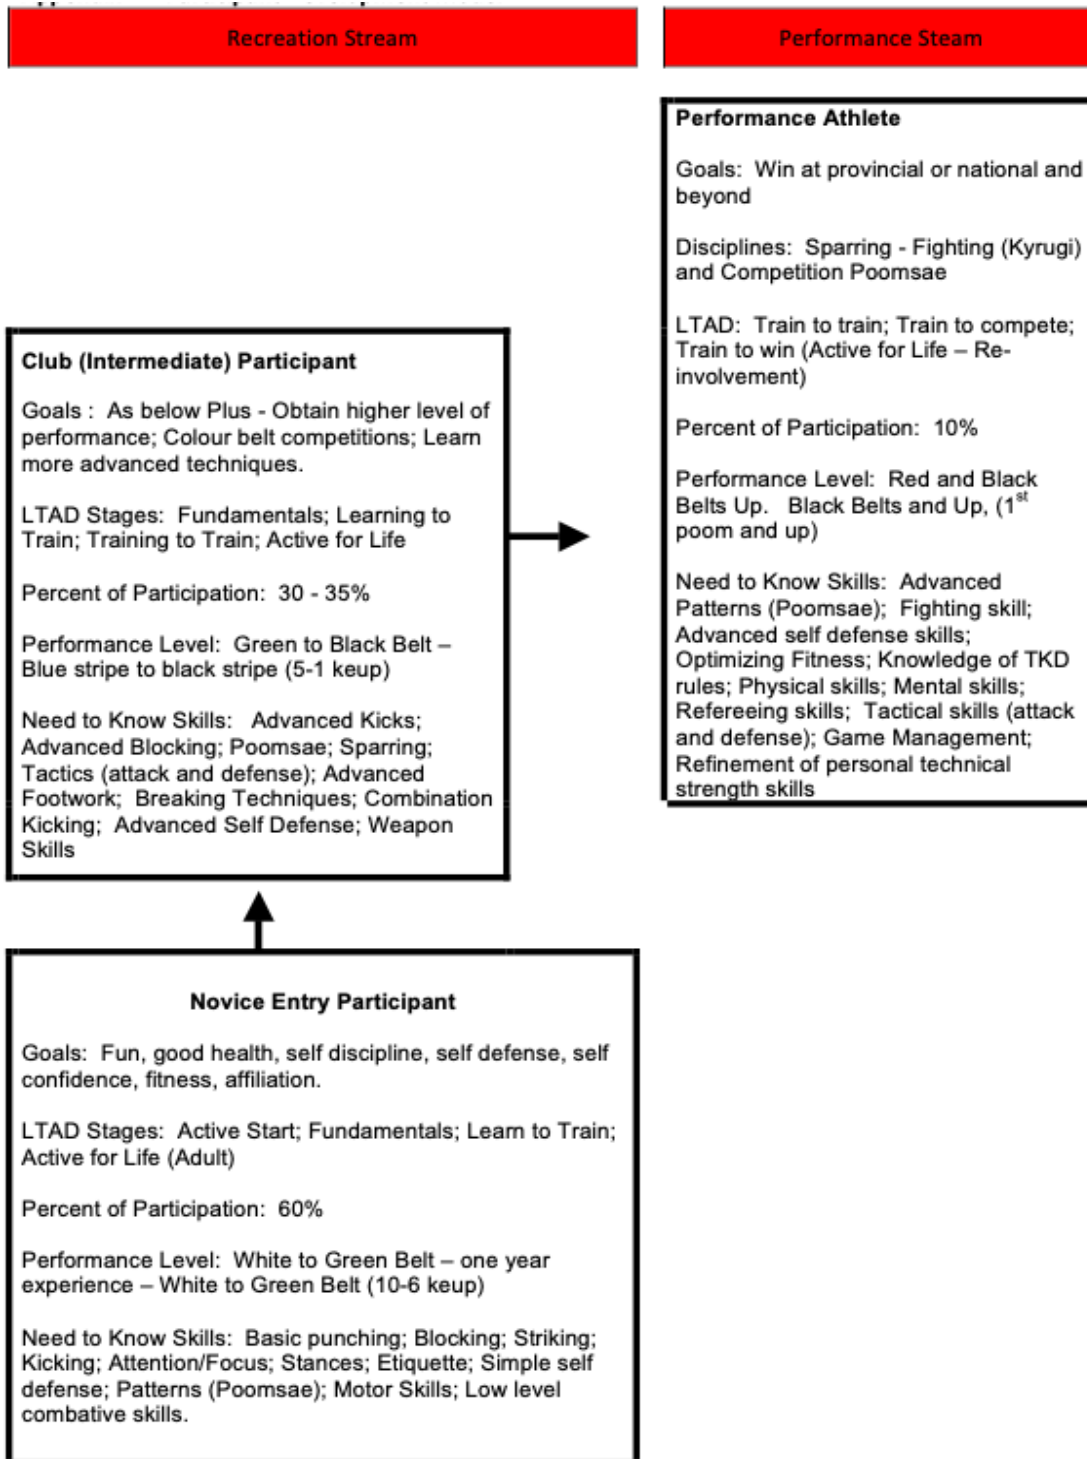 Recreation Stream
Performance Steam
Performance Athlete
Goals: Win at provincial or national and
beyond
Disciplines: Sparring - Fighting (Kyrugi)
and Competition Poomsae
LTAD: Train to train; Train to compete;
Train to win (Active for Life – Re-
involvement)
Percent of Participation: 10%
Performance Level: Red and Black
Belts Up. Black Belts and Up, (1st
poom and up)
Need to Know Skills: Advanced
Patterns (Poomsae); Fighting skill;
Advanced self defense skills;
Optimizing Fitness; Knowledge of TKD
rules; Physical skills; Mental skills;
Refereeing skills; Tactical skills (attack
and defense); Game Management;
Refinement of personal technical
strength skills
Club (Intermediate) Participant
Goals : As below Plus - Obtain higher level of
performance; Colour belt competitions; Learn
more advanced techniques.
LTAD Stages: Fundamentals; Learning to
Train; Training to Train; Active for Life
Percent of Participation: 30 - 35%
Performance Level: Green to Black Belt –
Blue stripe to black stripe (5-1 keup)
Need to Know Skills: Advanced Kicks;
Advanced Blocking; Poomsae; Sparring;
Tactics (attack and defense); Advanced
Footwork; Breaking Techniques; Combination
Kicking; Advanced Self Defense; Weapon
Skills
Novice Entry Participant
Goals: Fun, good health, self discipline, self defense, self
confidence, fitness, affiliation.
LTAD Stages: Active Start; Fundamentals; Learn to Train;
Active for Life (Adult)
Percent of Participation: 60%
Performance Level: White to Green Belt – one year
experience – White to Green Belt (10-6 keup)
Need to Know Skills: Basic punching; Blocking; Striking;
Kicking; Attention/Focus; Stances; Etiquette; Simple self
defense; Patterns (Poomsae); Motor Skills; Low level
combative skills.